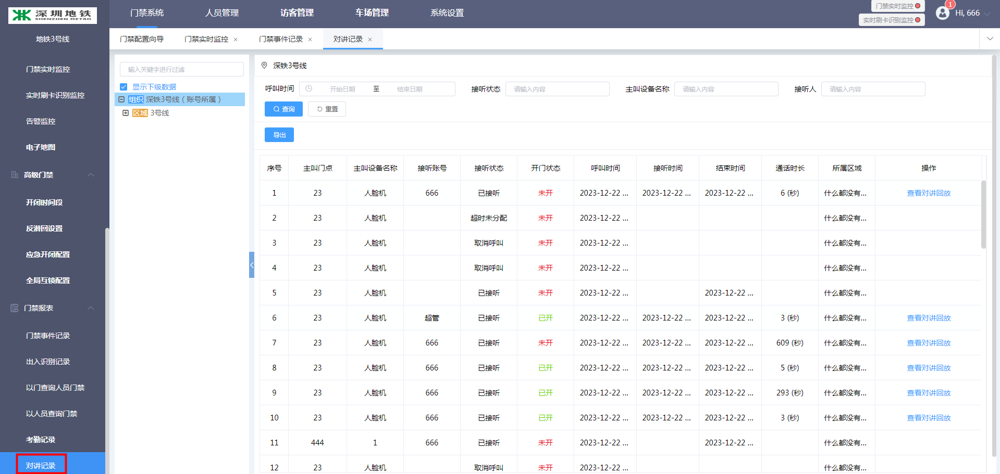 深圳地铁
SHENZHEN METRO
门禁系统 人员管理 访客管理 车场管理 系统设置
门禁实时监控
实时刷卡识别监控
1
Hi, 666
地铁3号线
门禁实时监控
实时刷卡识别监控
告警监控
电子地图
高级门禁
开闭时间段
反潜回设置
应急开闭配置
全局互锁配置
门禁报表
门禁事件记录
出入识别记录
以门查询人员门禁
以人员查询门禁
考勤记录
对讲记录
门禁配置向导 门禁实时监控 × 门禁事件记录 × 对讲记录 ×
输入关键字进行过滤
显示下级数据
组织 深铁3号线（账号所属）
区域 3号线
深铁3号线
呼叫时间 开始日期 至 结束日期 接听状态 请输入内容 主叫设备名称 请输入内容 接听人 请输入内容
查询 重置
导出
序号 主叫门点 主叫设备名称 接听账号 接听状态 开门状态 呼叫时间 接听时间 结束时间 通话时长 所属区域 操作
1 23 人脸机 666 已接听 未开 2023-12-22 ... 2023-12-22 ... 2023-12-22 ... 6 (秒) 什么都没有... 查看对讲回放
2 23 人脸机 超时未分配 未开 2023-12-22 ... 什么都没有...
3 23 人脸机 取消呼叫 未开 2023-12-22 ... 什么都没有...
4 23 人脸机 取消呼叫 未开 2023-12-22 ... 什么都没有...
5 23 人脸机 已接听 未开 2023-12-22 ... 2023-12-22 ... 什么都没有...
6 23 人脸机 超管 已接听 已开 2023-12-22 ... 2023-12-22 ... 2023-12-22 ... 3 (秒) 什么都没有... 查看对讲回放
7 23 人脸机 666 已接听 未开 2023-12-22 ... 2023-12-22 ... 2023-12-22 ... 609 (秒) 什么都没有... 查看对讲回放
8 23 人脸机 666 已接听 已开 2023-12-22 ... 2023-12-22 ... 2023-12-22 ... 5 (秒) 什么都没有... 查看对讲回放
9 23 人脸机 666 已接听 已开 2023-12-22 ... 2023-12-22 ... 2023-12-22 ... 293 (秒) 什么都没有... 查看对讲回放
10 23 人脸机 666 已接听 已开 2023-12-22 ... 2023-12-22 ... 2023-12-22 ... 3 (秒) 什么都没有... 查看对讲回放
11 444 1 666 已接听 未开 2023-12-22 ... 2023-12-22 ... 什么都没有...
12 23 人脸机 取消呼叫 未开 2023-12-22 ... 什么都没有...